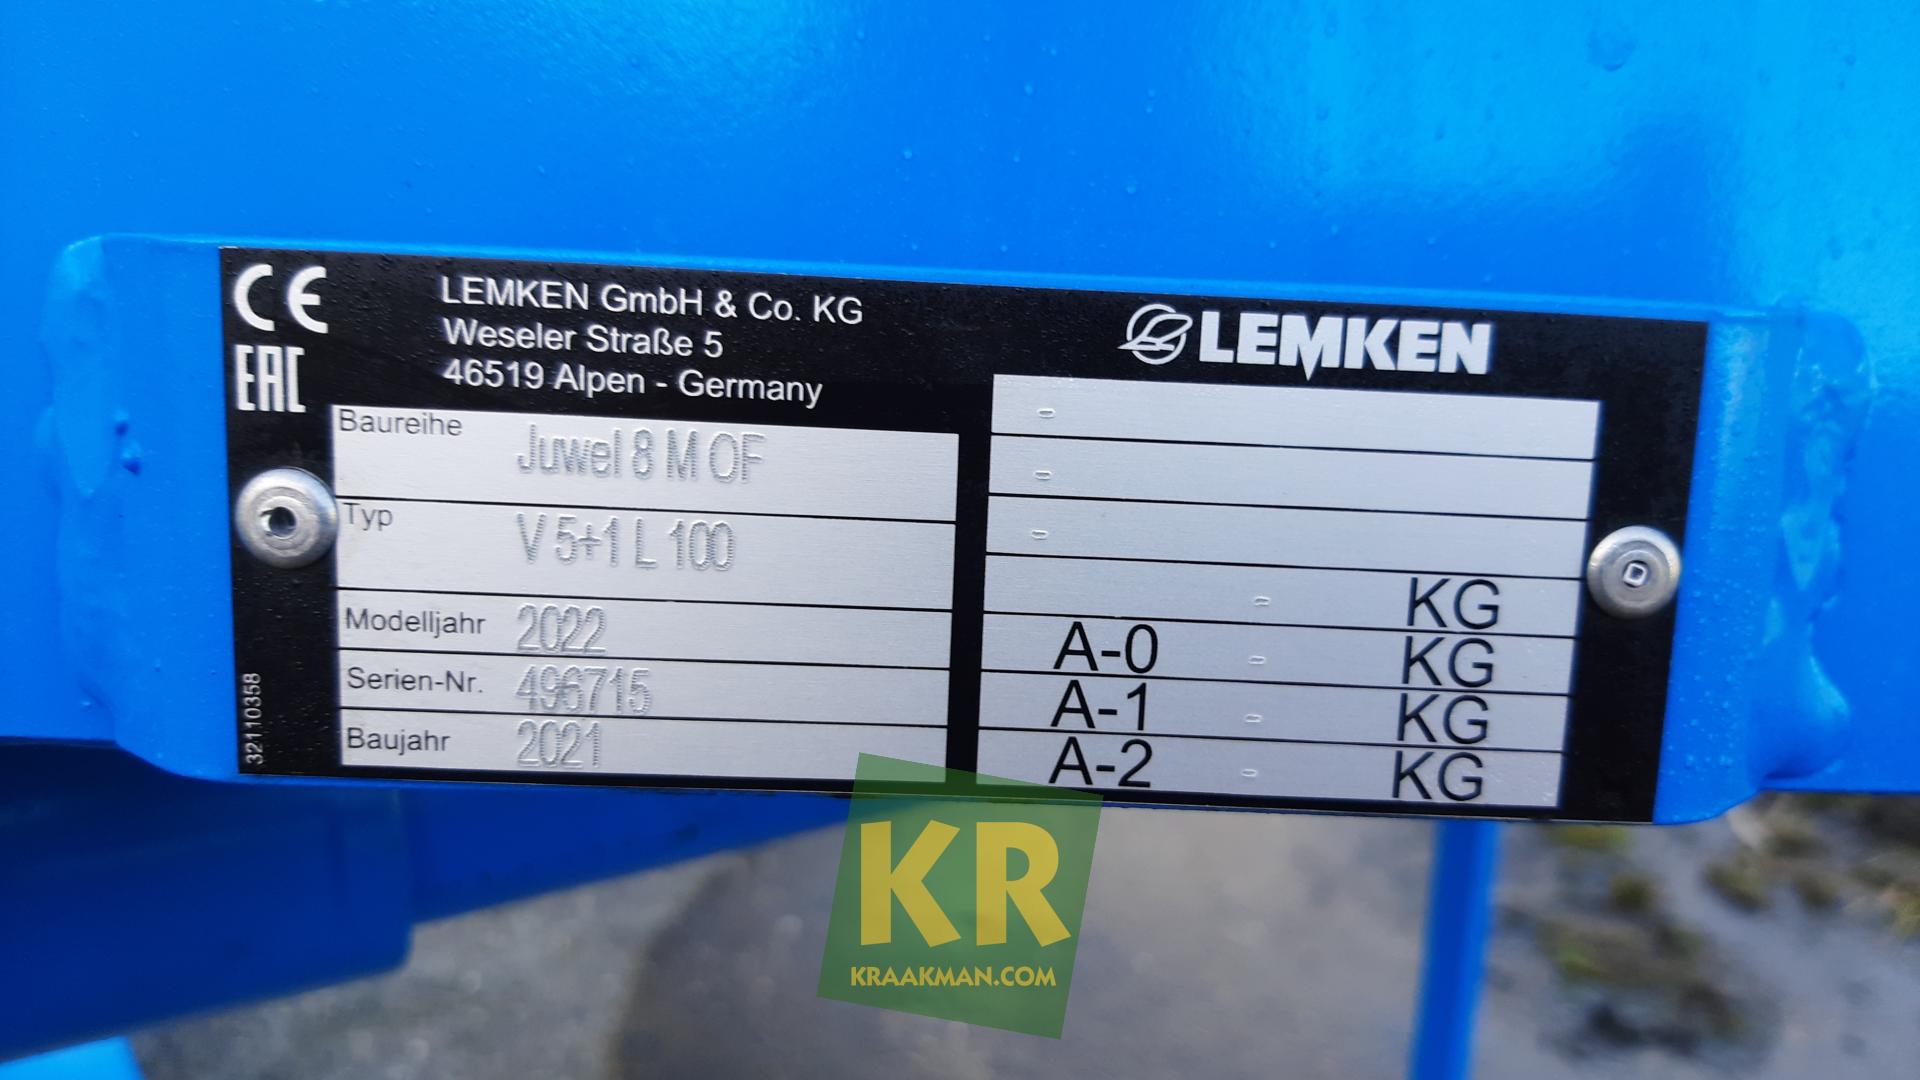 CE
EAC
LEMKEN GmbH & Co. KG
Weseler Straße 5
46519 Alpen - Germany
LEMKEN
Baureihe Juwel 8 M OF
Typ V 5+1 L 100
Modelljahr 2022
Serien-Nr. 496715
Baujahr 2021
32110358
-
-
-
- KG
A-0 - KG
A-1 - KG
A-2 - KG
KR
KRAAKMAN.COM